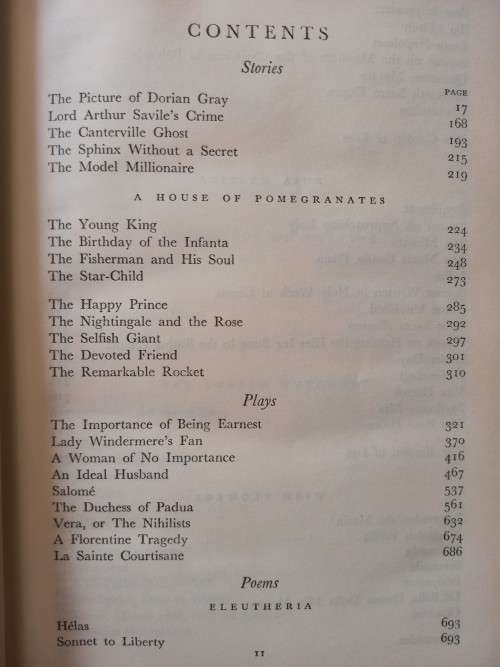 CONTENTS
Stories
PAGE
The Picture of Dorian Gray 17
Lord Arthur Savile's Crime 168
The Canterville Ghost 193
The Sphinx Without a Secret 215
The Model Millionaire 219
A HOUSE OF POMEGRANATES
The Young King 224
The Birthday of the Infanta 234
The Fisherman and His Soul 248
The Star-Child 273
The Happy Prince 285
The Nightingale and the Rose 292
The Selfish Giant 297
The Devoted Friend 301
The Remarkable Rocket 310
Plays
The Importance of Being Earnest 321
Lady Windermere's Fan 370
A Woman of No Importance 416
An Ideal Husband 467
Salomé 537
The Duchess of Padua 561
Vera, or The Nihilists 632
A Florentine Tragedy 674
La Sainte Courtisane 686
Poems
ELEUTHERIA
Hélas 693
Sonnet to Liberty 693
11